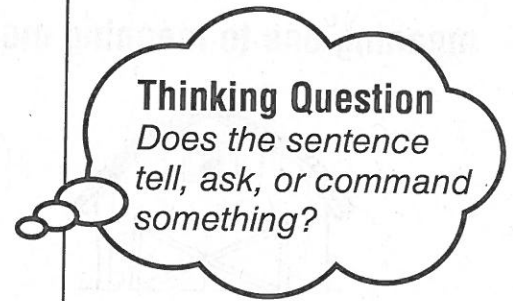 Thinking Question
Does the sentence
tell, ask, or command
something?